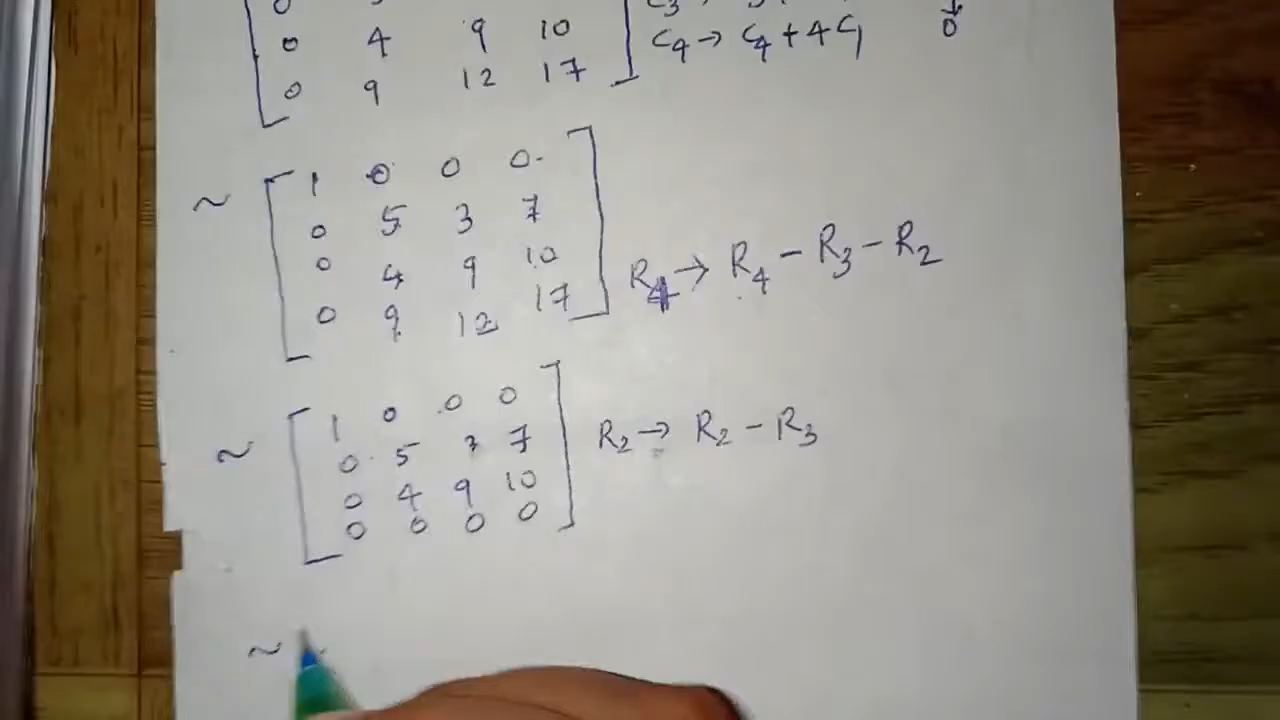 0 4 9 10 C4 → C4 + 4C1
0 9 12 17
~ 1 0 0 0
0 5 3 7
0 4 9 10 R4 → R4 - R3 - R2
0 9 12 17
~ 1 0 0 0
0 5 3 7 R2 → R2 - R3
0 4 9 10
0 0 0 0
~